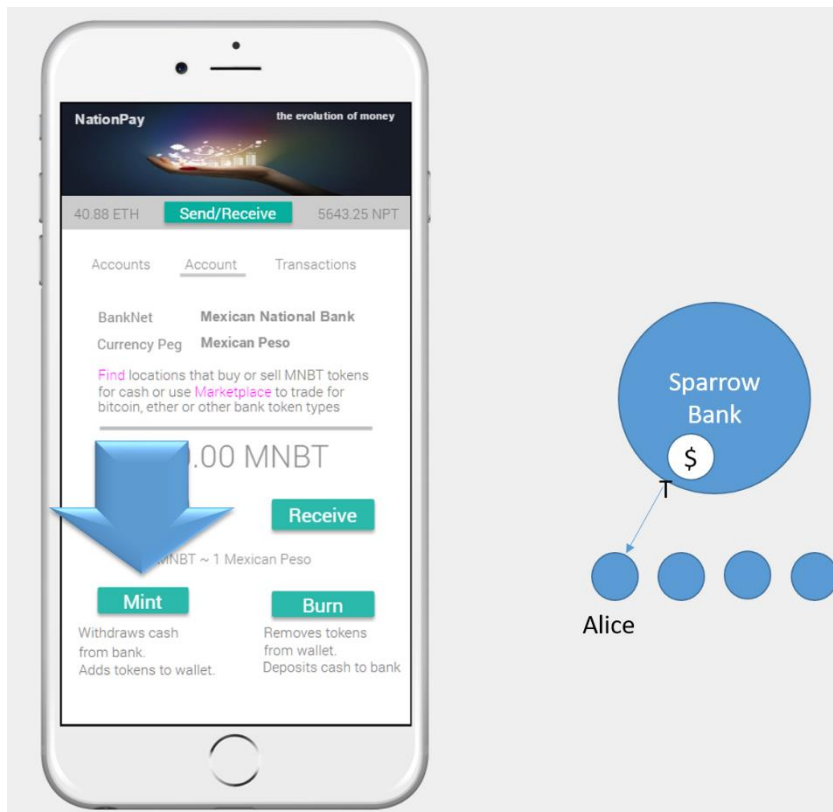 NationPay
the evolution of money
40.88 ETH
Send/Receive
5643.25 NPT
Accounts
Account
Transactions
BankNet
Mexican National Bank
Currency Peg
Mexican Peso
Find locations that buy or sell MNBT tokens
for cash or use Marketplace to trade for
bitcoin, ether or other bank token types
.00 MNBT
Receive
MNBT ~ 1 Mexican Peso
Mint
Burn
Withdraws cash
from bank.
Adds tokens to wallet.
Removes tokens
from wallet.
Deposits cash to bank
Sparrow
Bank
$
T
Alice